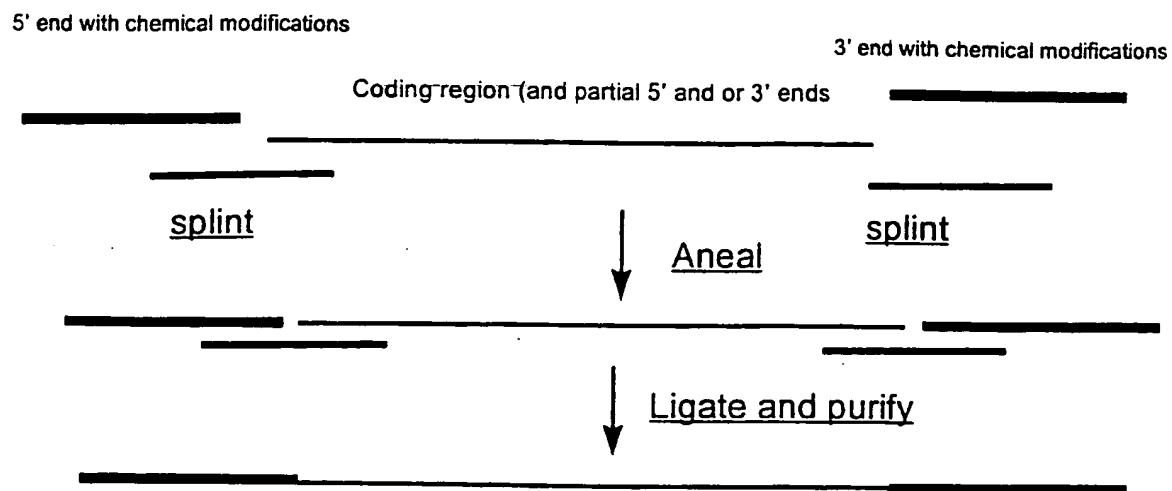 5' end with chemical modifications
3' end with chemical modifications
Coding region (and partial 5' and or 3' ends
splint
splint
Aneal
Ligate and purify